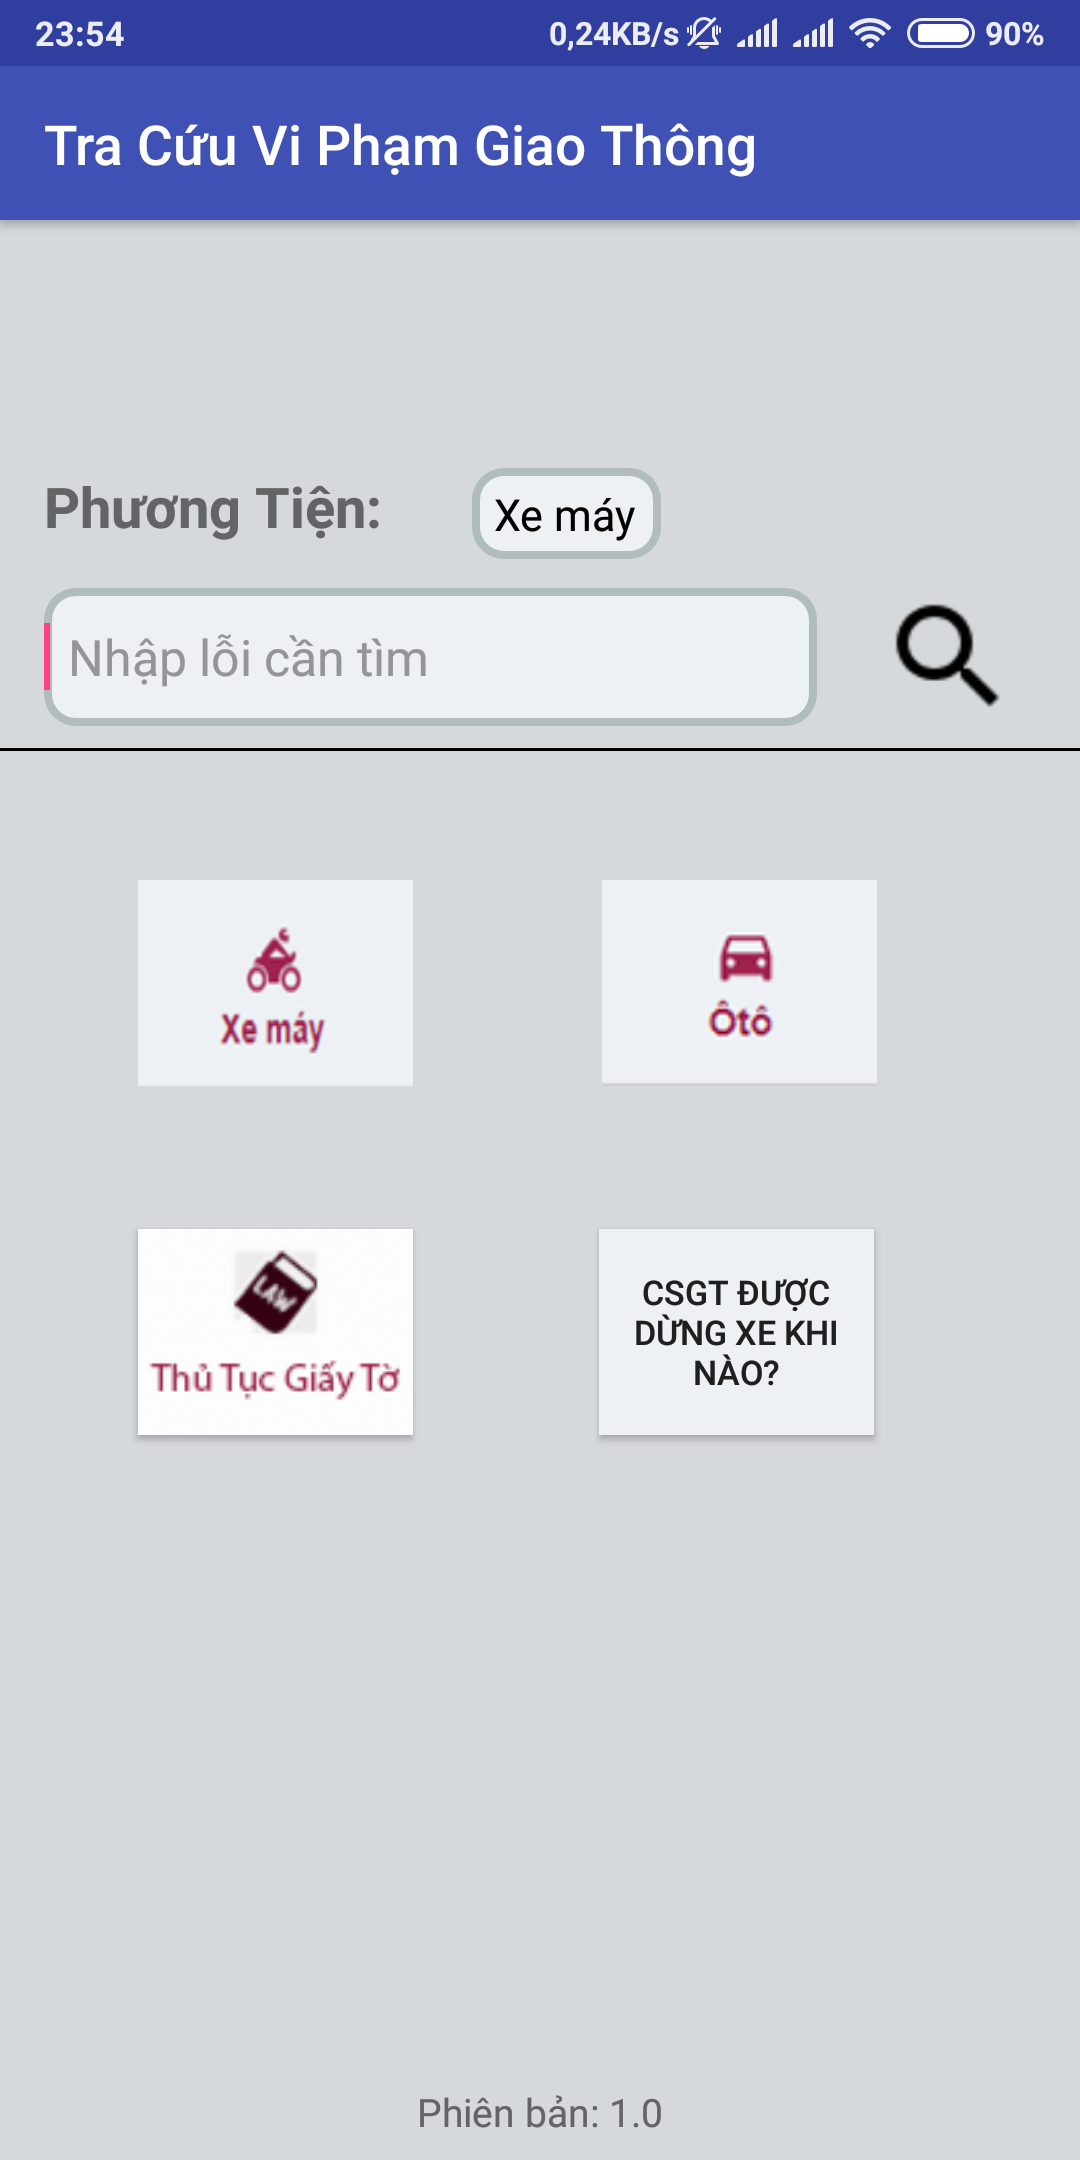 23:54 0,24KB/s 90%
Tra Cứu Vi Phạm Giao Thông
Phương Tiện: Xe máy
Nhập lỗi cần tìm
Xe máy
Ôtô
LAW
Thủ Tục Giấy Tờ
CSGT ĐƯỢC
DỪNG XE KHI
NÀO?
Phiên bản: 1.0